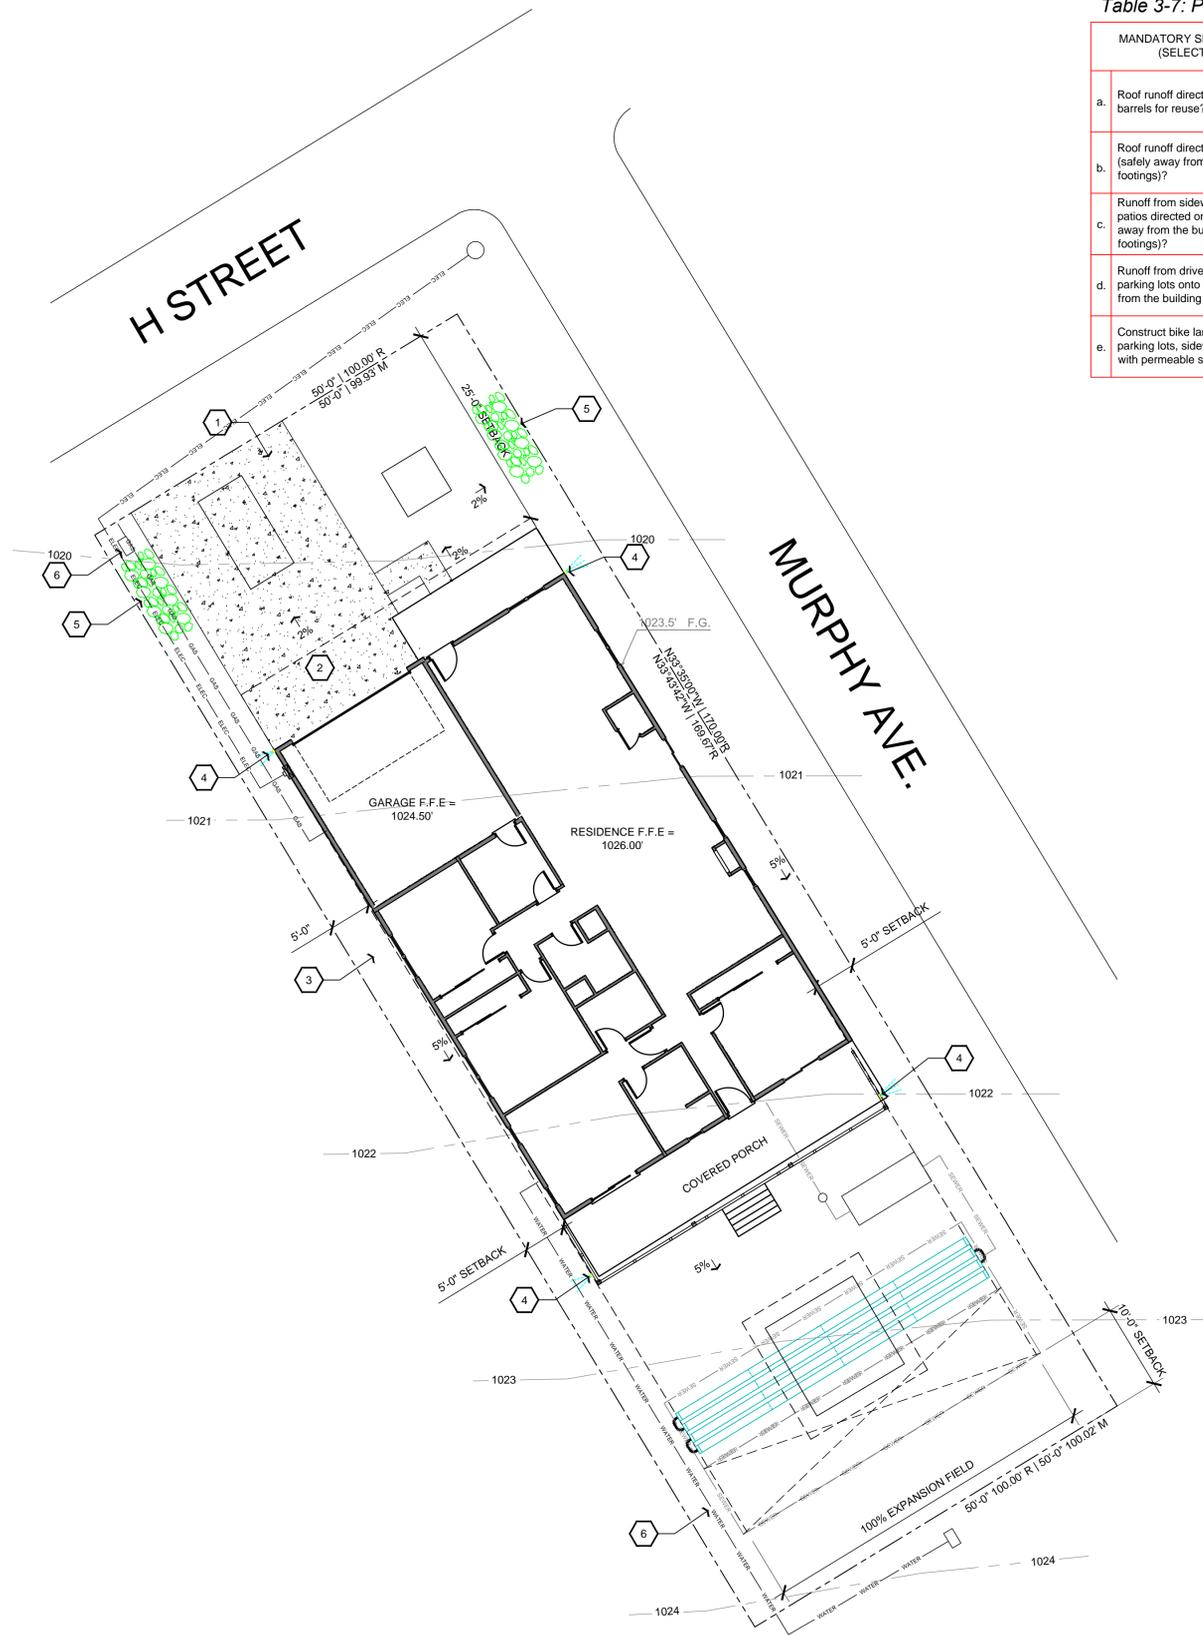 Table 3-7: P
MANDATORY S
(SELECT
a.
Roof runoff direct
barrels for reuse?
b.
Roof runoff direct
(safely away from
footings)?
c.
Runoff from sidew
patios directed or
away from the bu
footings)?
d.
Runoff from drive
parking lots onto
from the building
e.
Construct bike la
parking lots, side
with permeable s
H STREET
MURPHY AVE.
ELEC
50'-0" | 100.00' R
50'-0" | 99.93' M
25'-0" SETBACK
1
5
2%
1020
1020
2%
4
6
5
2%
2
1023.5' F.G.
N33°35'00"W | 170.00'R
N33°43'42"W | 169.67'R
GAS
ELEC
4
1021
1021
GARAGE F.F.E =
1024.50'
RESIDENCE F.F.E =
1026.00'
5%
5'-0"
5'-0" SETBACK
3
5%
4
1022
1022
COVERED PORCH
SEWER
5'-0" SETBACK
WATER
4
5%
1023
1023
10'-0" SETBACK
100% EXPANSION FIELD
50'-0" 100.00' R | 50'-0" 100.02' M
6
WATER
1024
1024